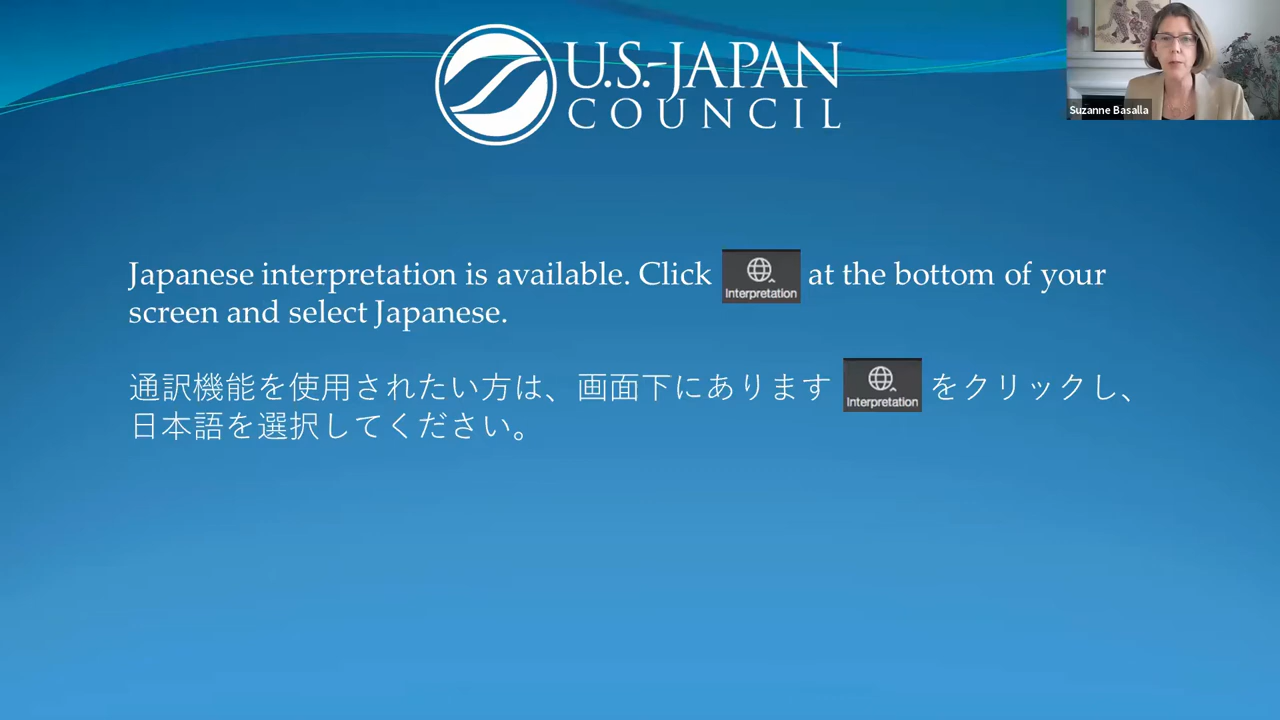 U.S.-JAPAN
COUNCIL
Suzanne Basalla
Japanese interpretation is available. Click Interpretation at the bottom of your
screen and select Japanese.
通訳機能を使用されたい方は、画面下にあります Interpretation をクリックし、
日本語を選択してください。